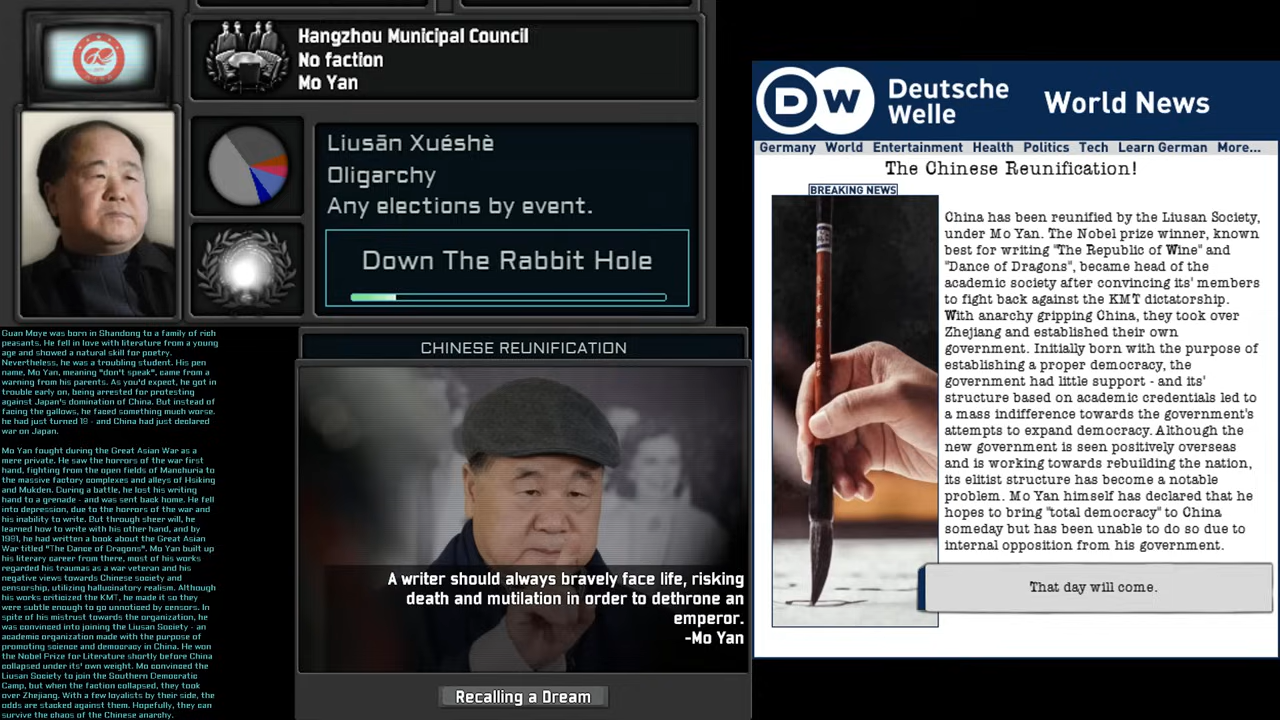 Hangzhou Municipal Council
No faction
Mo Yan
Liusān Xuéshè
Oligarchy
Any elections by event.
Down The Rabbit Hole
Guan Moye was born in Shandong to a family of rich
peasants. He fell in love with literature from a young
age and showed a natural skill for poetry.
Nevertheless, he was a troubling student. His pen
name, Mo Yan, meaning "don't speak", came from a
warning from his parents. As you'd expect, he got in
trouble early on, being arrested for protesting
against Japan's domination of China. But instead of
facing the gallows, he faced something much worse.
he had just turned 18 - and China had just declared
war on Japan.
Mo Yan fought during the Great Asian War as a
mere private. He saw the horrors of the war first
hand, fighting from the open fields of Manchuria to
the massive factory complexes and alleys of Hsiking
and Mukden. During a battle, he lost his writing
hand to a grenade - and was sent back home. He fell
into depression, due to the horrors of the war and
his inability to write. But through sheer will, he
learned how to write with his other hand, and by
1991, he had written a book about the Great Asian
War titled "The Dance of Dragons". Mo Yan built up
his literary career from there, most of his works
regarded his traumas as a war veteran and his
negative views towards Chinese society and
censorship, utilizing hallucinatory realism. Although
his works criticized the KMT, he made it so they
were subtle enough to go unnoticed by censors. In
spite of his mistrust towards the organization, he
was convinced into joining the Liusan Society - an
academic organization made with the purpose of
promoting science and democracy in China. He won
the Nobel Prize for Literature shortly before China
collapsed under its' own weight. Mo convinced the
Liusan Society to join the Southern Democratic
Camp, but when the faction collapsed, they took
over Zhejiang. With a few loyalists by their side, the
odds are stacked against them. Hopefully, they can
survive the chaos of the Chinese anarchy.
CHINESE REUNIFICATION
A writer should always bravely face life, risking
death and mutilation in order to dethrone an
emperor.
-Mo Yan
Recalling a Dream
DW Deutsche
Welle
World News
Germany World Entertainment Health Politics Tech Learn German More...
The Chinese Reunification!
BREAKING NEWS
China has been reunified by the Liusan Society,
under Mo Yan. The Nobel prize winner, known
best for writing "The Republic of Wine" and
"Dance of Dragons", became head of the
academic society after convincing its' members
to fight back against the KMT dictatorship.
With anarchy gripping China, they took over
Zhejiang and established their own
government. Initially born with the purpose of
establishing a proper democracy, the
government had little support - and its'
structure based on academic credentials led to
a mass indifference towards the government's
attempts to expand democracy. Although the
new government is seen positively overseas
and is working towards rebuilding the nation,
its elitist structure has become a notable
problem. Mo Yan himself has declared that he
hopes to bring "total democracy" to China
someday but has been unable to do so due to
internal opposition from his government.
That day will come.